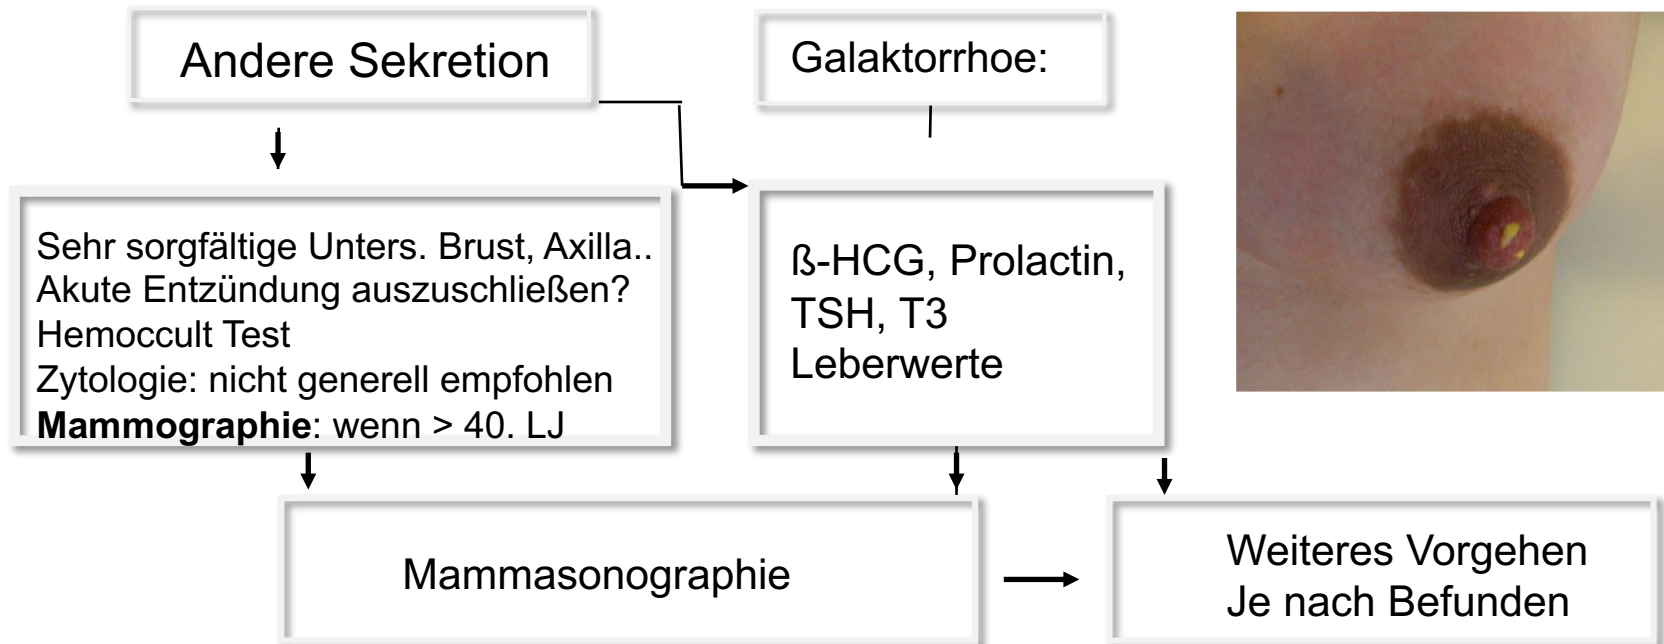 Andere Sekretion
Galaktorrhoe:
Sehr sorgfältige Unters. Brust, Axilla..
Akute Entzündung auszuschließen?
Hemoccult Test
Zytologie: nicht generell empfohlen
Mammographie: wenn > 40. LJ
ß-HCG, Prolactin,
TSH, T3
Leberwerte
Mammasonographie
Weiteres Vorgehen
Je nach Befunden